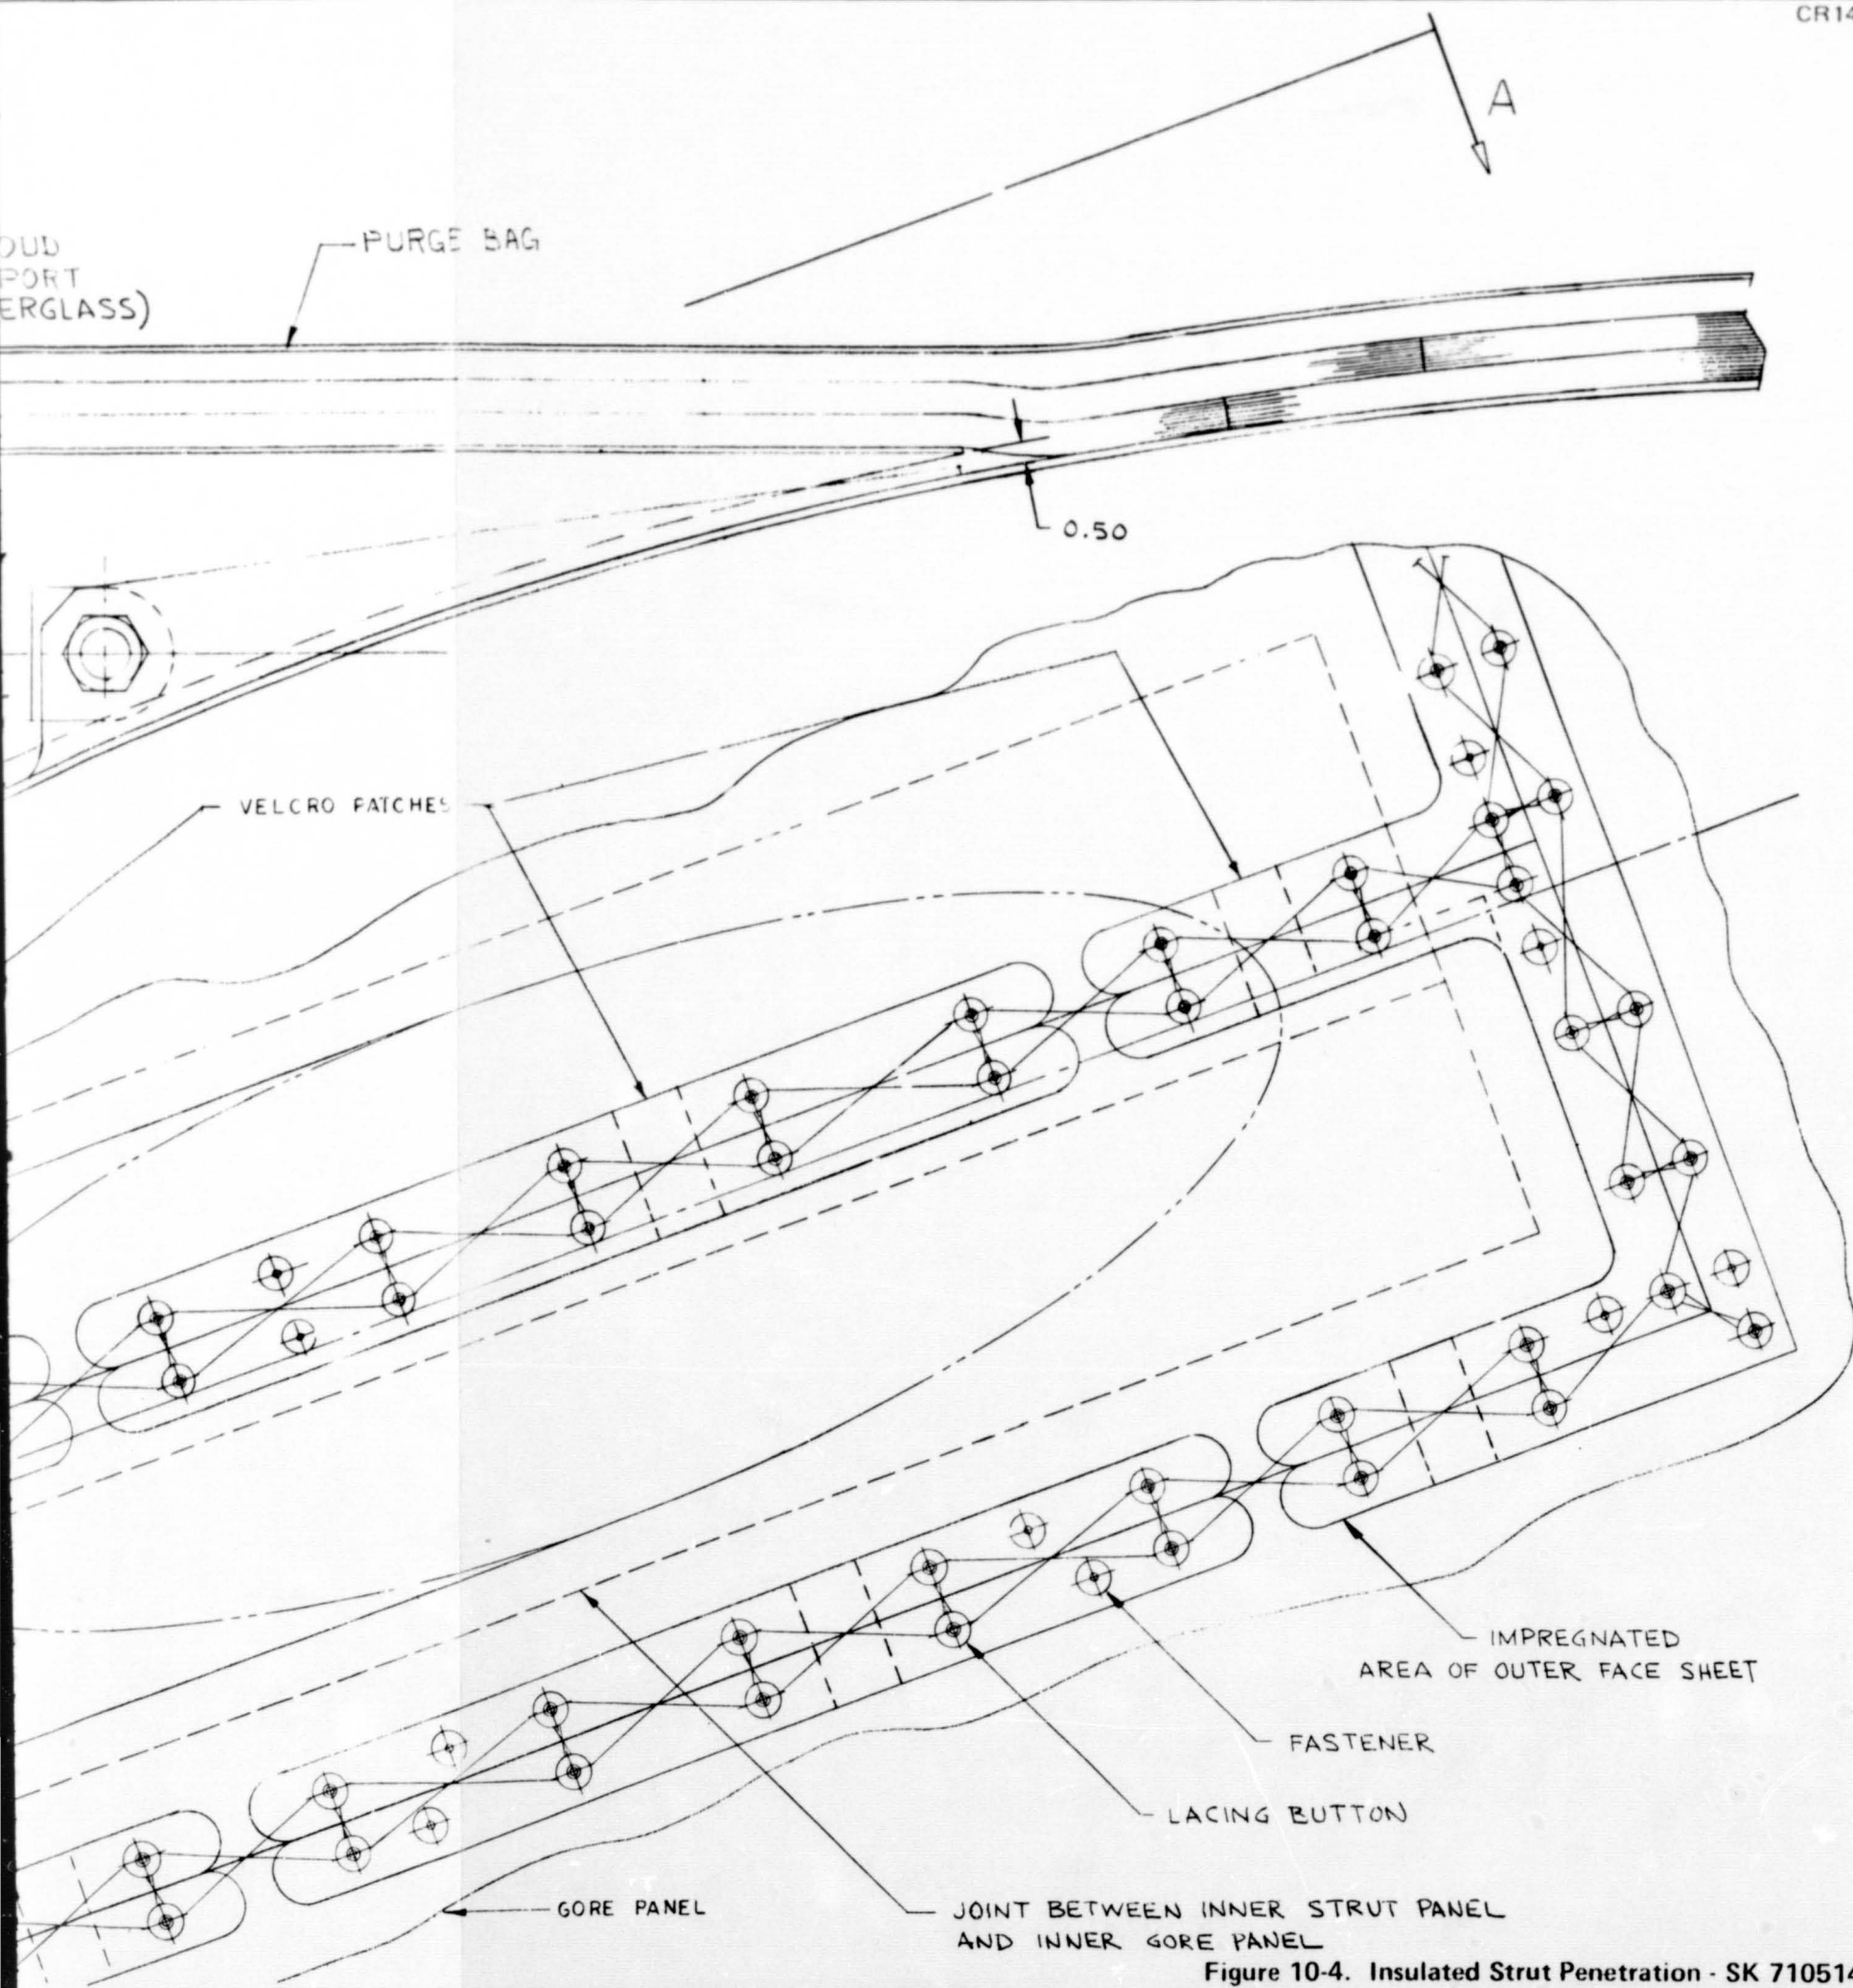 CR14
A
OUD
PORT
ERGLASS)
PURGE BAG
0.50
VELCRO PATCHES
IMPREGNATED
AREA OF OUTER FACE SHEET
FASTENER
LACING BUTTON
GORE PANEL
JOINT BETWEEN INNER STRUT PANEL
AND INNER GORE PANEL
Figure 10-4. Insulated Strut Penetration - SK 710514